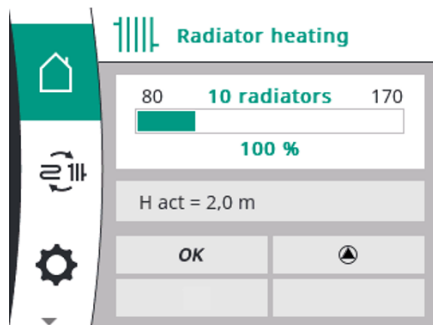 Radiator heating
80 10 radiators 170
100 %
H act = 2,0 m
OK